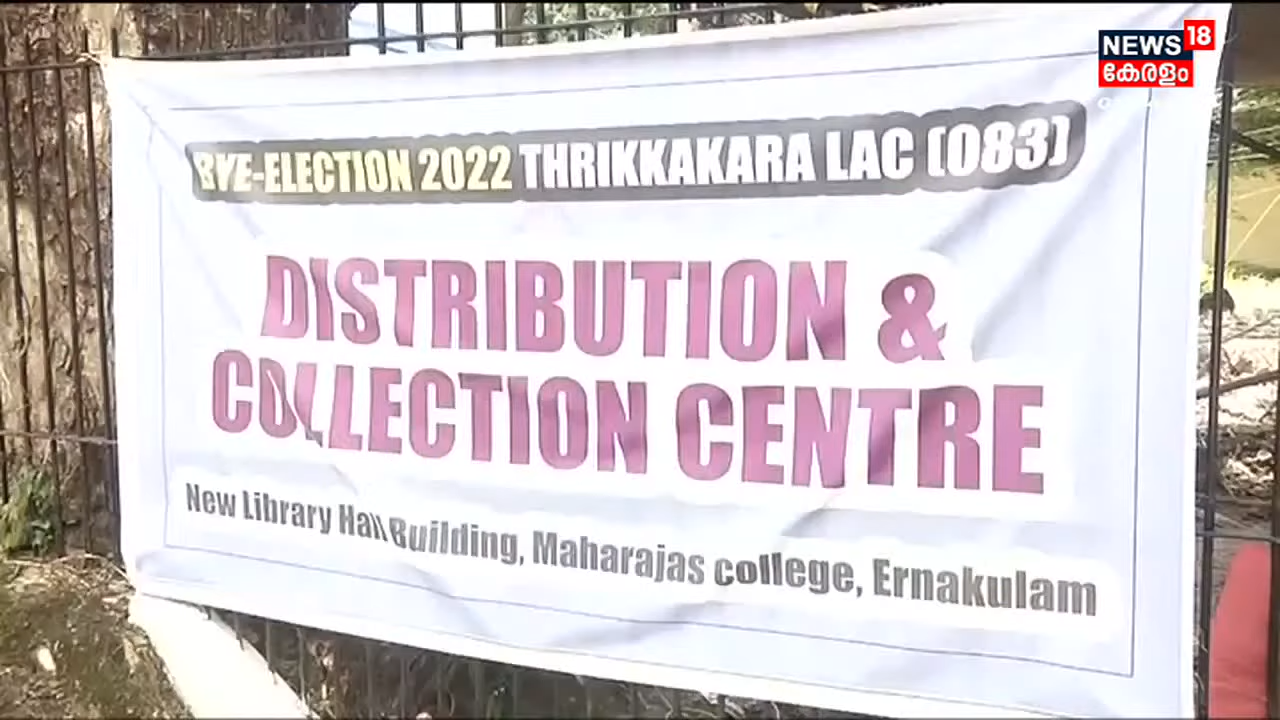 NEWS 18
കേരളം
BYE-ELECTION 2022 THRIKKAKARA LAC (083)
DISTRIBUTION &
COLLECTION CENTRE
New Library Hall Building, Maharajas college, Ernakulam